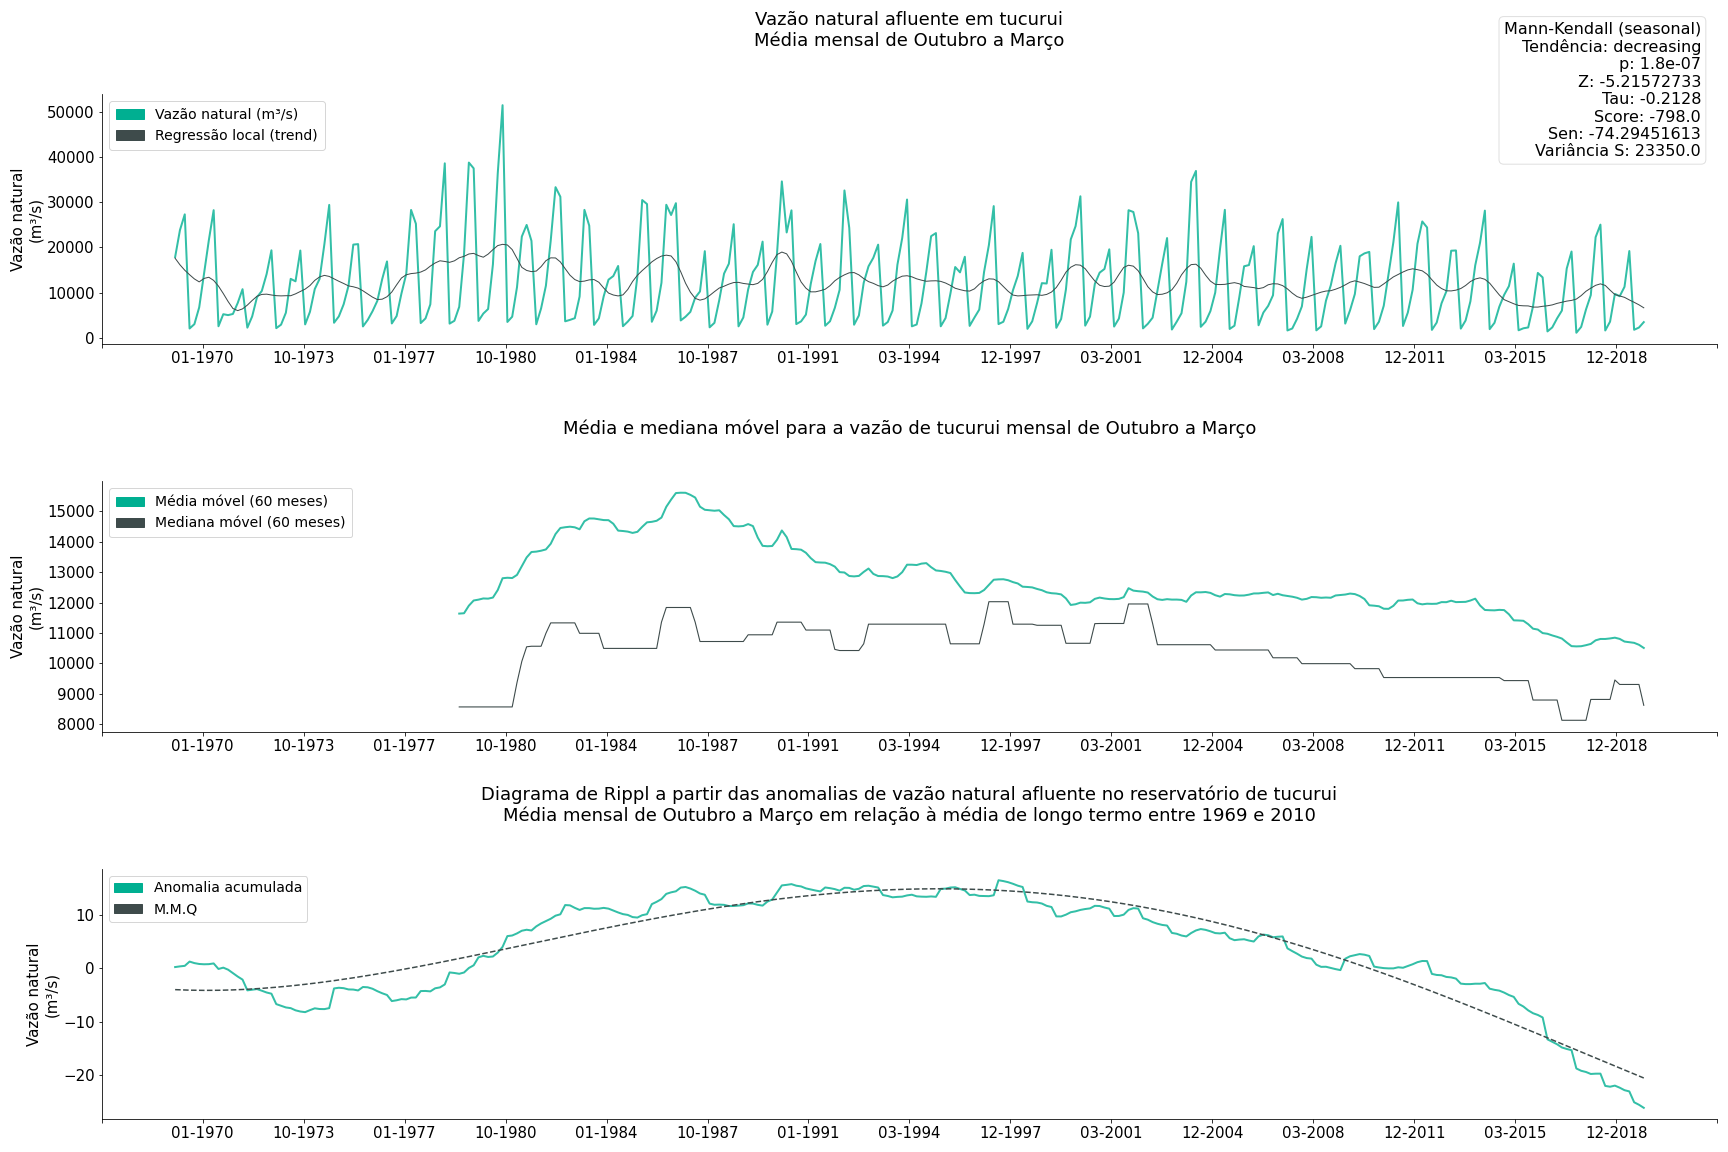 Vazão natural afluente em tucurui
Média mensal de Outubro a Março
Mann-Kendall (seasonal)
Tendência: decreasing
p: 1.8e-07
Z: -5.21572733
Tau: -0.2128
Score: -798.0
Sen: -74.29451613
Variância S: 23350.0
Vazão natural (m³/s)
Regressão local (trend)
Vazão natural
(m³/s)
50000
40000
30000
20000
10000
0
01-1970 10-1973 01-1977 10-1980 01-1984 10-1987 01-1991 03-1994 12-1997 03-2001 12-2004 03-2008 12-2011 03-2015 12-2018
Média e mediana móvel para a vazão de tucurui mensal de Outubro a Março
Média móvel (60 meses)
Mediana móvel (60 meses)
Vazão natural
(m³/s)
15000
14000
13000
12000
11000
10000
9000
8000
01-1970 10-1973 01-1977 10-1980 01-1984 10-1987 01-1991 03-1994 12-1997 03-2001 12-2004 03-2008 12-2011 03-2015 12-2018
Diagrama de Rippl a partir das anomalias de vazão natural afluente no reservatório de tucurui
Média mensal de Outubro a Março em relação à média de longo termo entre 1969 e 2010
Anomalia acumulada
M.M.Q
Vazão natural
(m³/s)
10
0
−10
−20
01-1970 10-1973 01-1977 10-1980 01-1984 10-1987 01-1991 03-1994 12-1997 03-2001 12-2004 03-2008 12-2011 03-2015 12-2018